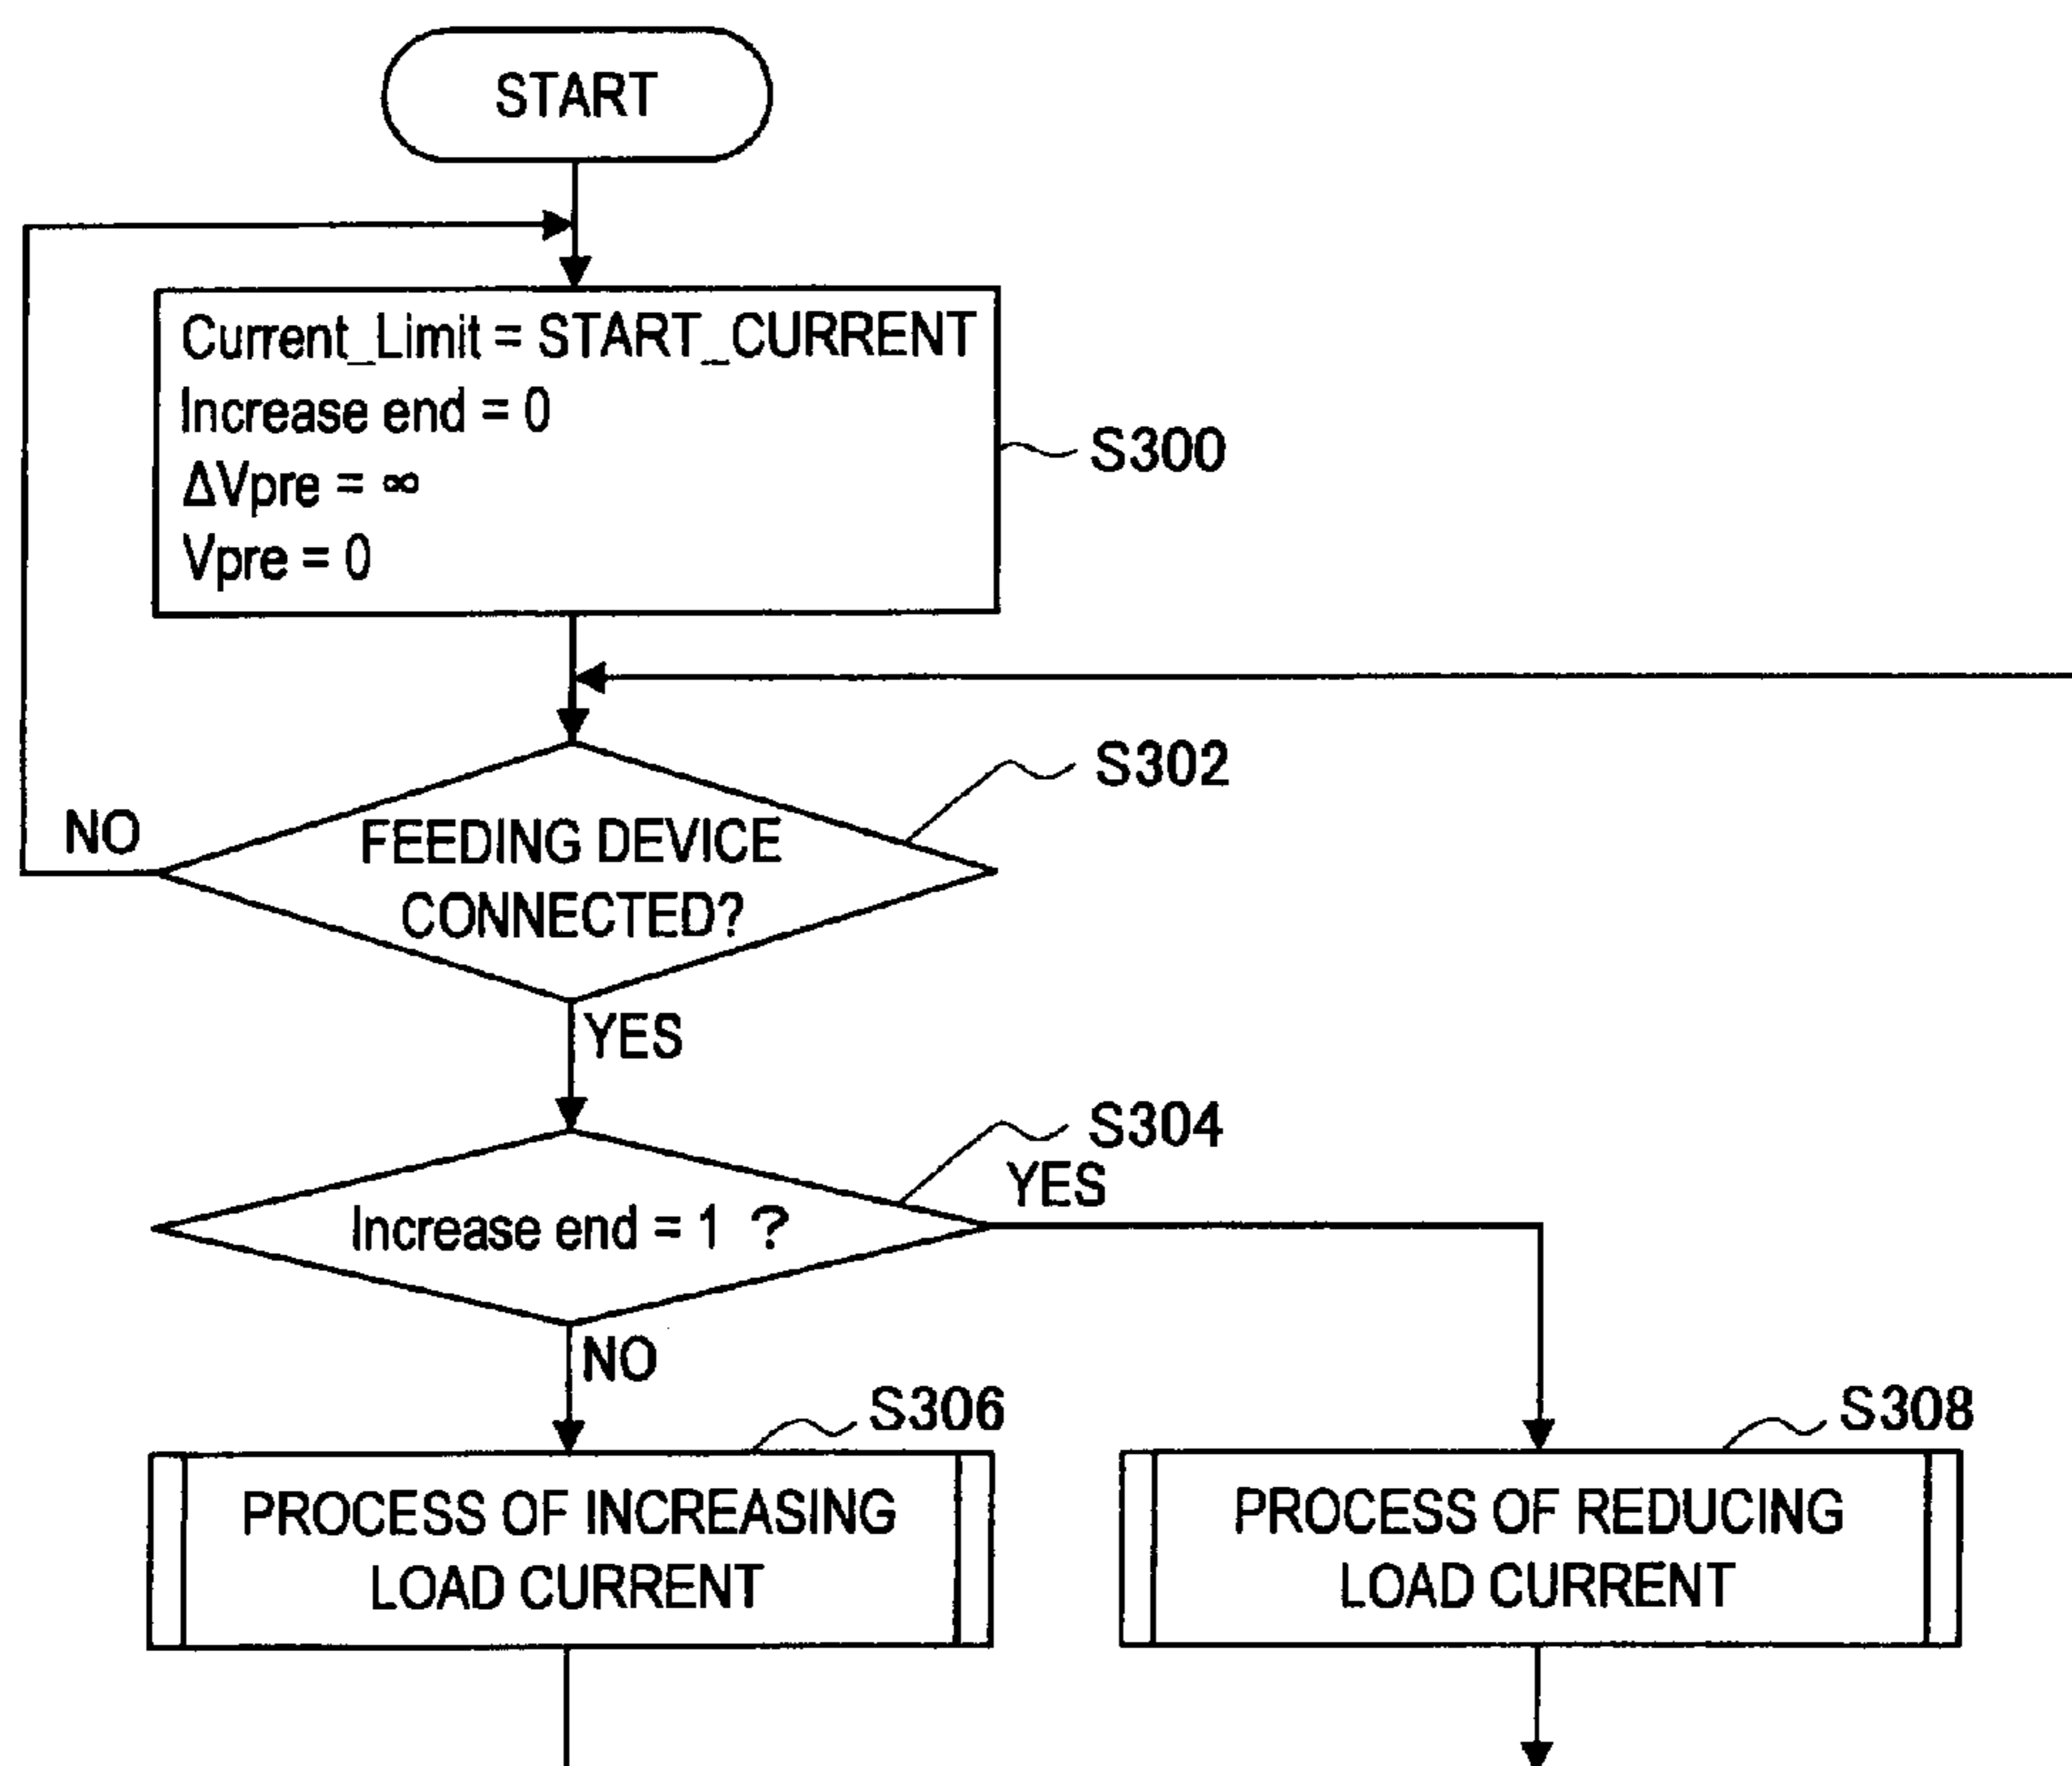 START
Current_Limit = START_CURRENT
Increase end = 0
ΔVpre = ∞
Vpre = 0
S300
S302
NO
FEEDING DEVICE
CONNECTED?
YES
S304
YES
Increase end = 1 ?
NO
S306
S308
PROCESS OF INCREASING
LOAD CURRENT
PROCESS OF REDUCING
LOAD CURRENT